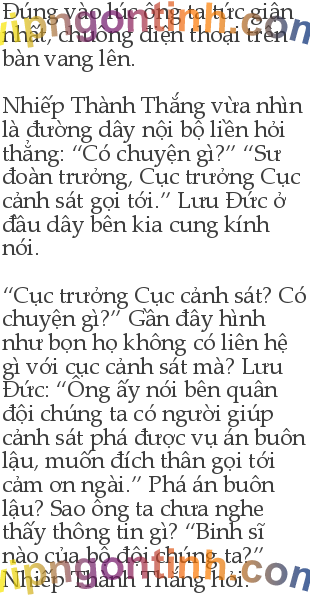 Đúng vào lúc ông ta tức giận
nhất, chuông điện thoại trên
bàn vang lên.
Nhiếp Thành Thắng vừa nhìn
là đường dây nội bộ liền hỏi
thẳng: “Có chuyện gì?” “Sư
đoàn trưởng, Cục trưởng Cục
cảnh sát gọi tới.” Lưu Đức ở
đầu dây bên kia cung kính
nói.
“Cục trưởng Cục cảnh sát? Có
chuyện gì?” Gần đây hình
như bọn họ không có liên hệ
gì với cục cảnh sát mà? Lưu
Đức: “Ông ấy nói bên quân
đội chúng ta có người giúp
cảnh sát phá được vụ án buôn
lậu, muốn đích thân gọi tới
cảm ơn ngài.” Phá án buôn
lậu? Sao ông ta chưa nghe
thấy thông tin gì? “Binh sĩ
nào của bộ đội chúng ta?”
Nhiếp Thành Thắng hỏi.
vipngontinh.com
vipngontinh.com